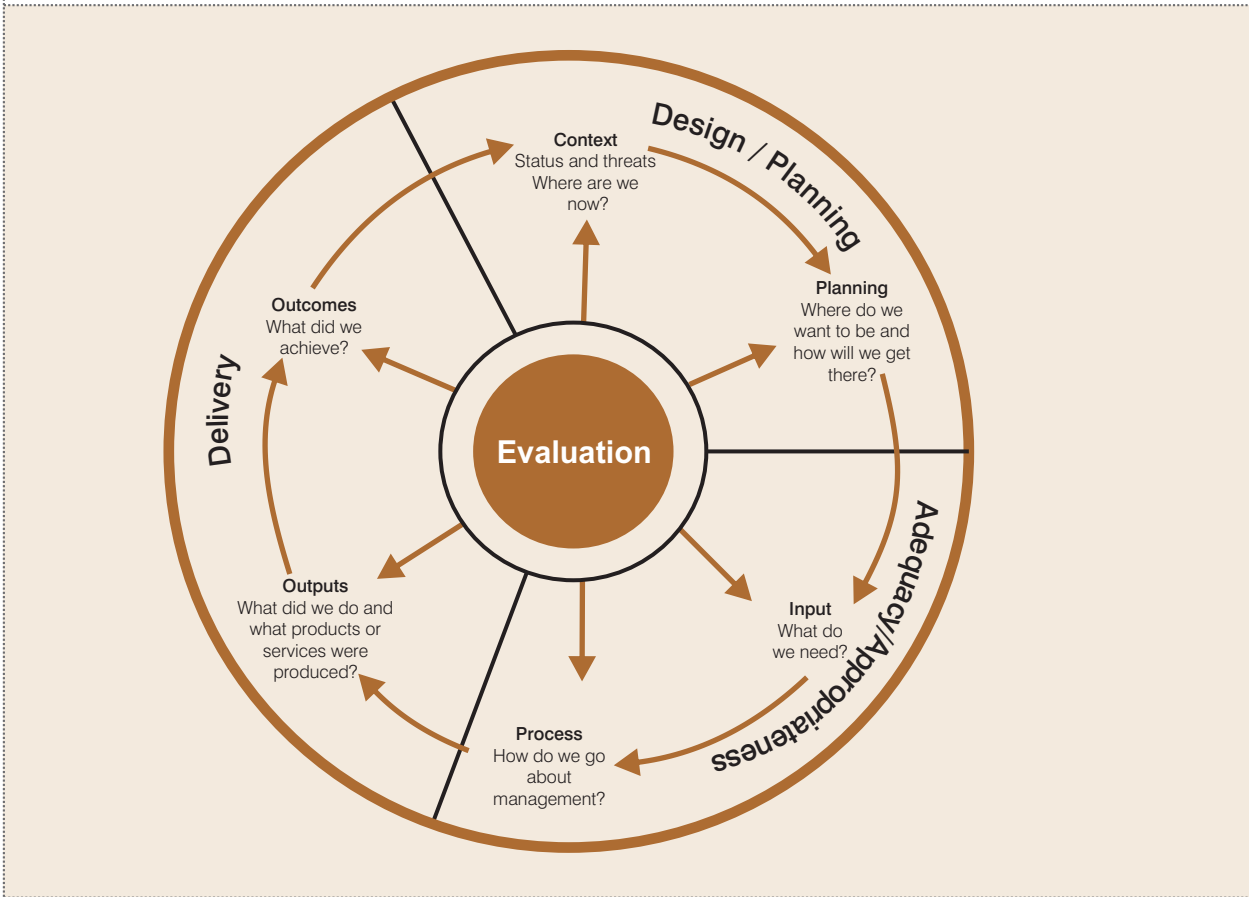 Design / Planning
Context
Status and threats
Where are we
now?
Planning
Where do we
want to be and
how will we get
there?
Adequacy/Appropriateness
Input
What do
we need?
Process
How do we go
about
management?
Outputs
What did we do and
what products or
services were
produced?
Delivery
Outcomes
What did we
achieve?
Evaluation